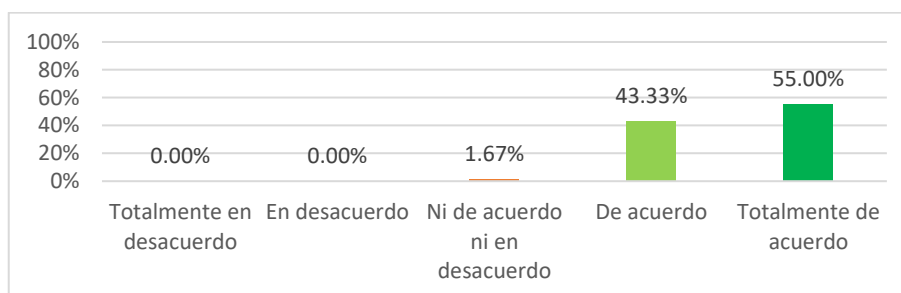 100%
80%
60%
40%
20%
0%
0.00%
0.00%
1.67%
43.33%
55.00%
Totalmente en
desacuerdo
En desacuerdo
Ni de acuerdo
ni en
desacuerdo
De acuerdo
Totalmente de
acuerdo